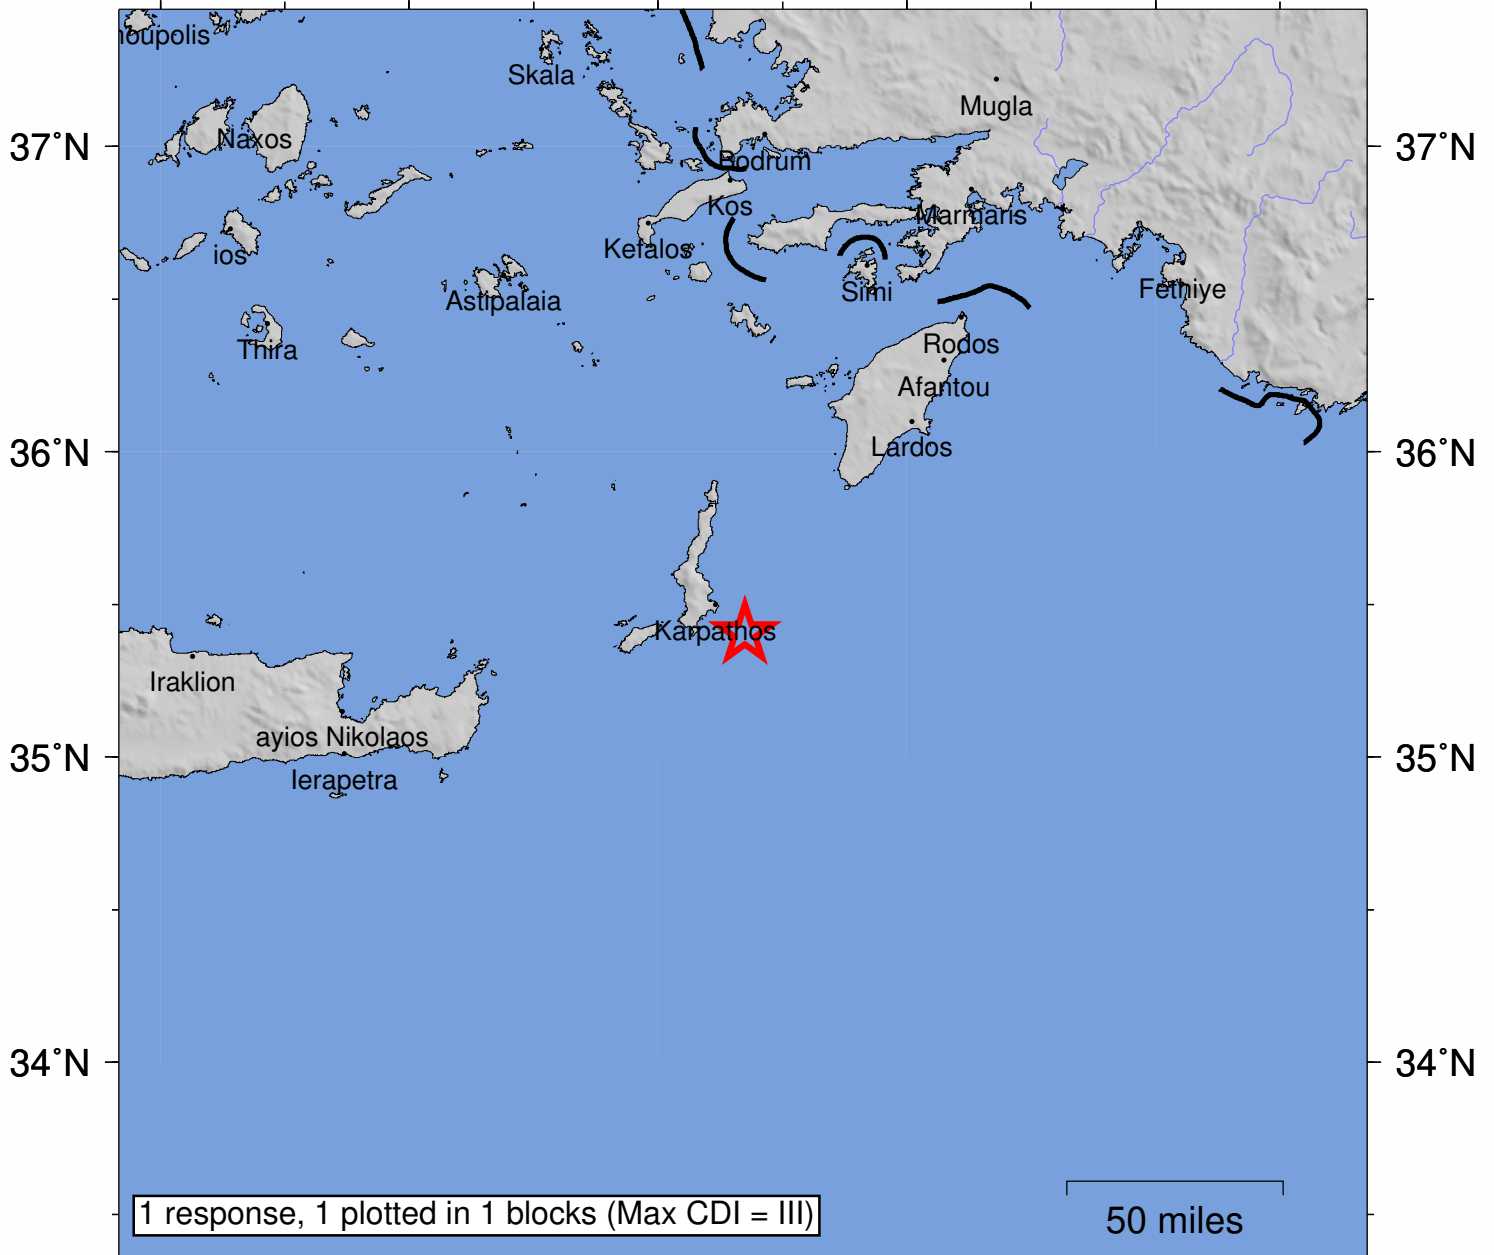 noupolis
Skala
Mugla
Naxos
37°N
37°N
Bodrum
Kos
Marmaris
ios
Kefalos
Simi
Fethiye
Astipalaia
Thira
Rodos
Afantou
Lardos
36°N
36°N
Karpathos
Iraklion
ayios Nikolaos
35°N
35°N
Ierapetra
34°N
34°N
1 response, 1 plotted in 1 blocks (Max CDI = III)
50 miles